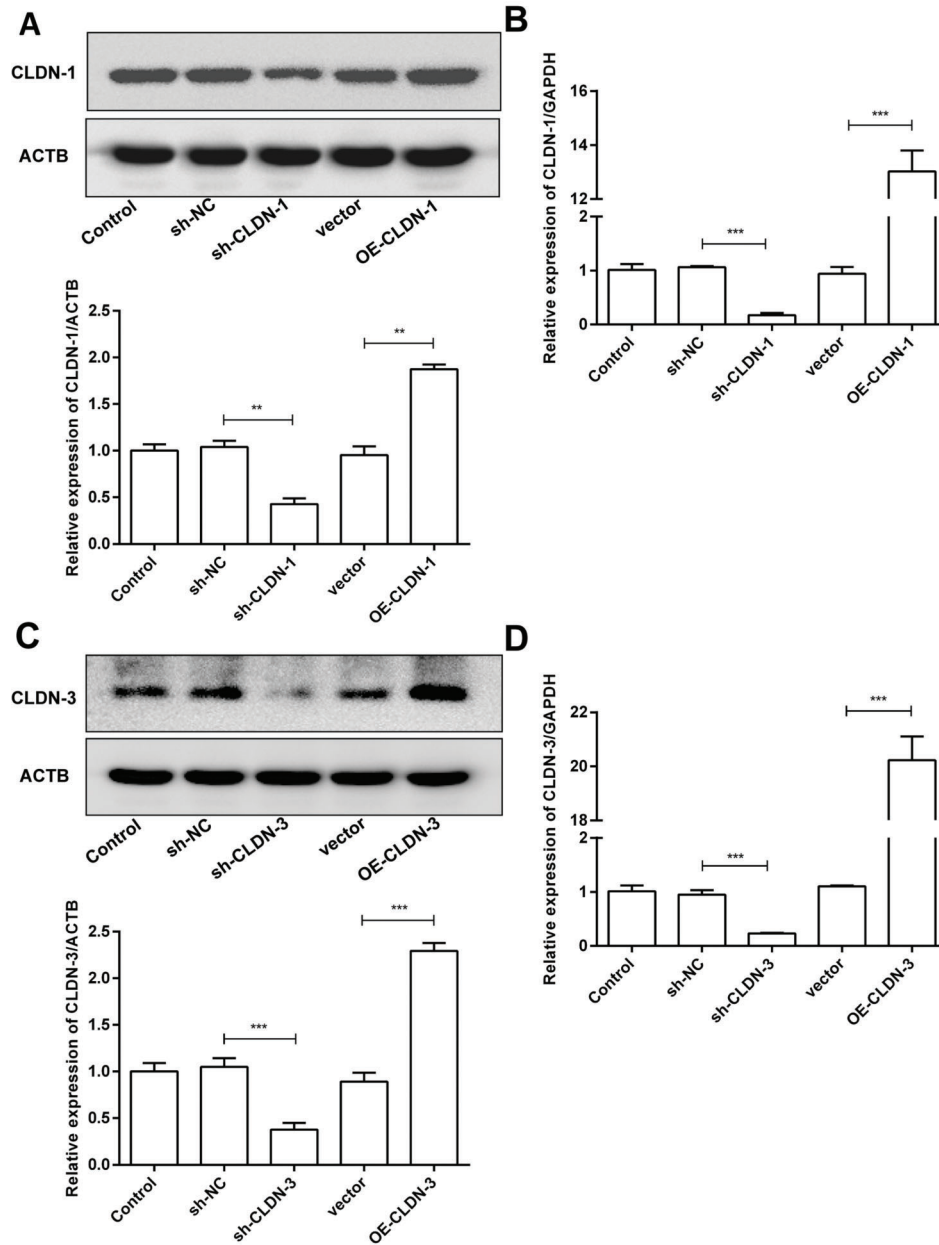 A
CLDN-1
ACTB
Control
sh-NC
sh-CLDN-1
vector
OE-CLDN-1
Relative expression of CLDN-1/ACTB
2.5
2.0
1.5
1.0
0.5
0.0
**
**
Control
sh-NC
sh-CLDN-1
vector
OE-CLDN-1
B
Relative expression of CLDN-1/GAPDH
16
14
12
2
1
0
***
***
Control
sh-NC
sh-CLDN-1
vector
OE-CLDN-1
C
CLDN-3
ACTB
Control
sh-NC
sh-CLDN-3
vector
OE-CLDN-3
Relative expression of CLDN-3/ACTB
2.5
2.0
1.5
1.0
0.5
0.0
***
***
Control
sh-NC
sh-CLDN-3
vector
OE-CLDN-3
D
Relative expression of CLDN-3/GAPDH
22
20
18
2
1
0
***
***
Control
sh-NC
sh-CLDN-3
vector
OE-CLDN-3